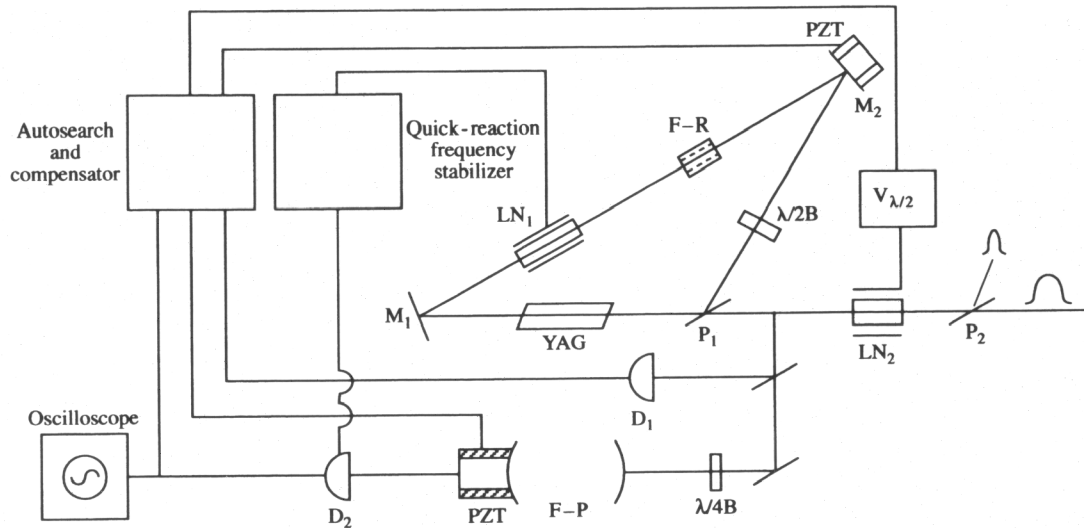 PZT
M2
F–R
Autosearch
and
compensator
Quick-reaction
frequency
stabilizer
Vλ/2
LN1
λ/2B
M1
YAG
P1
LN2
P2
D1
Oscilloscope
D2
PZT
F–P
λ/4B